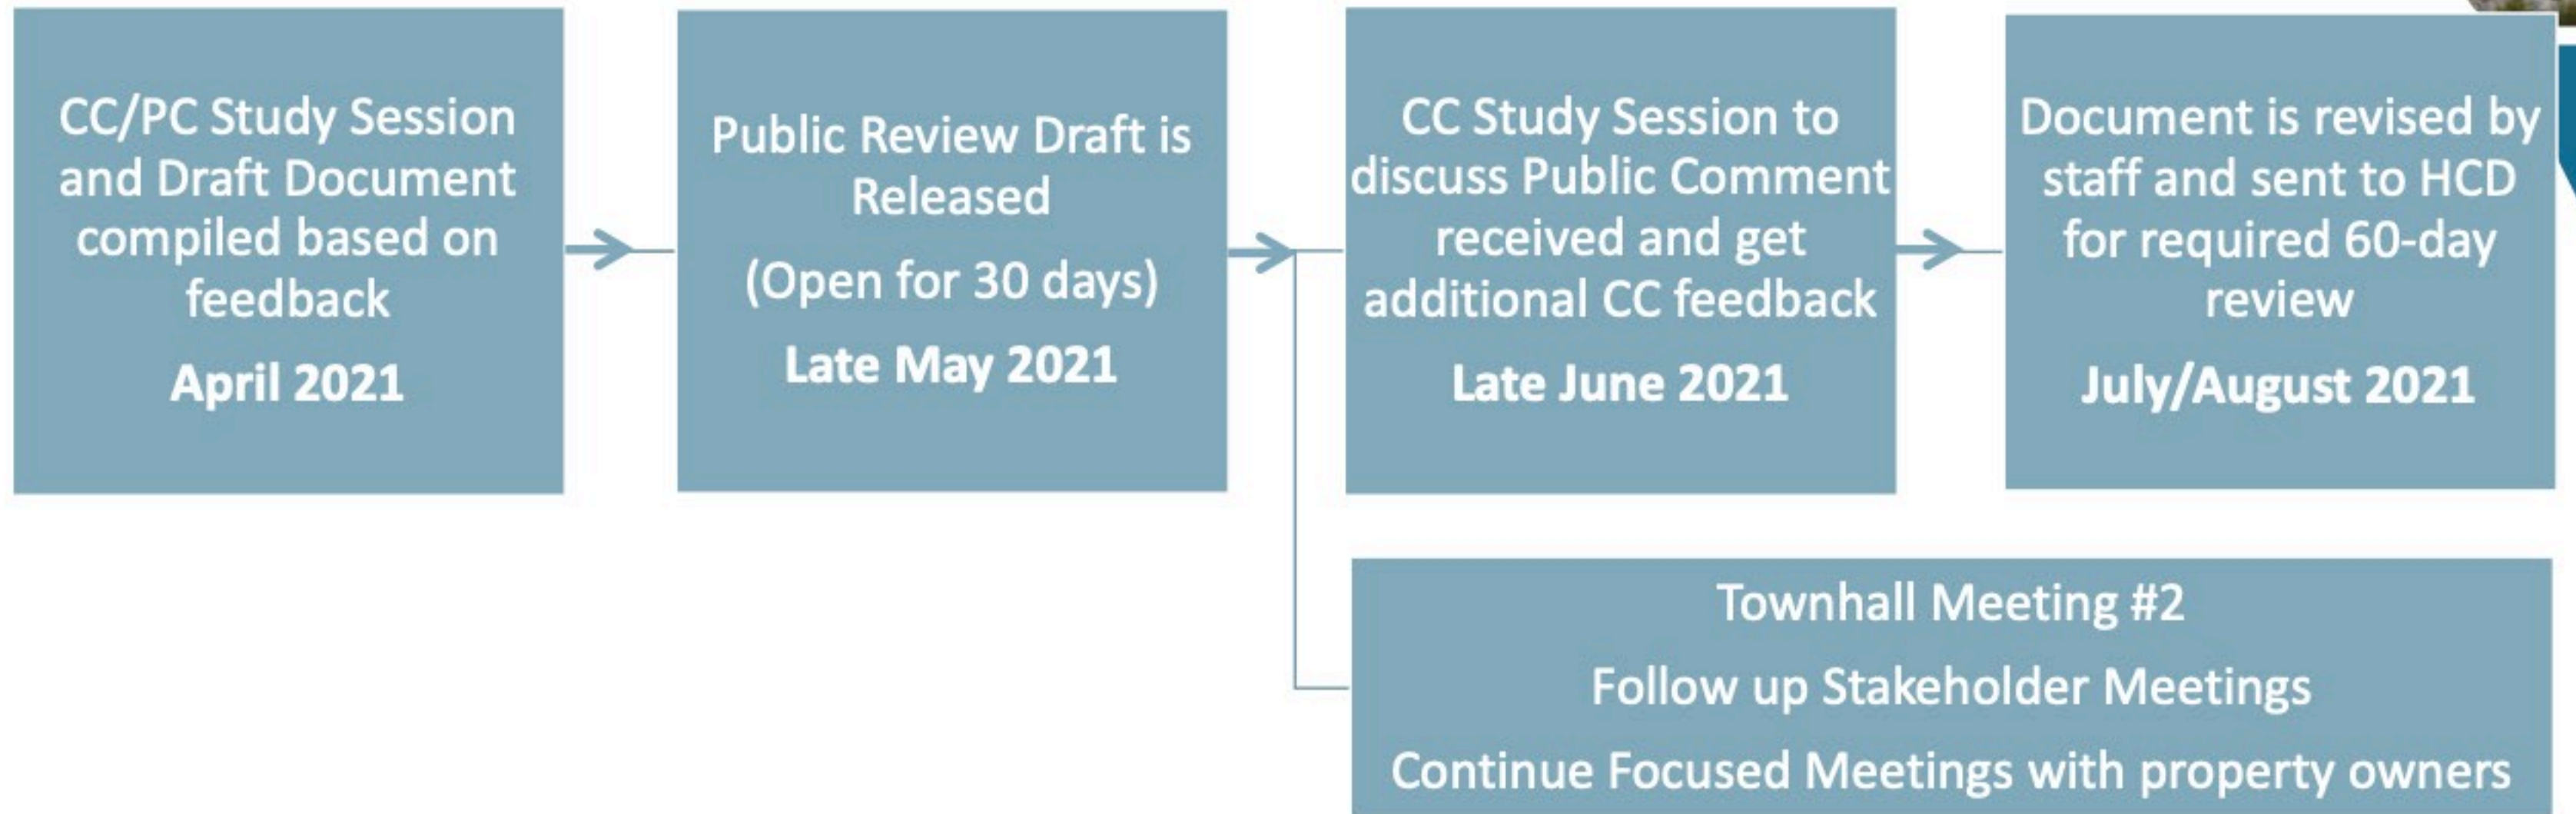 CC/PC Study Session
and Draft Document
compiled based on
feedback
April 2021
Public Review Draft is
Released
(Open for 30 days)
Late May 2021
CC Study Session to
discuss Public Comment
received and get
additional CC feedback
Late June 2021
Document is revised by
staff and sent to HCD
for required 60-day
review
July/August 2021
Townhall Meeting #2
Follow up Stakeholder Meetings
Continue Focused Meetings with property owners